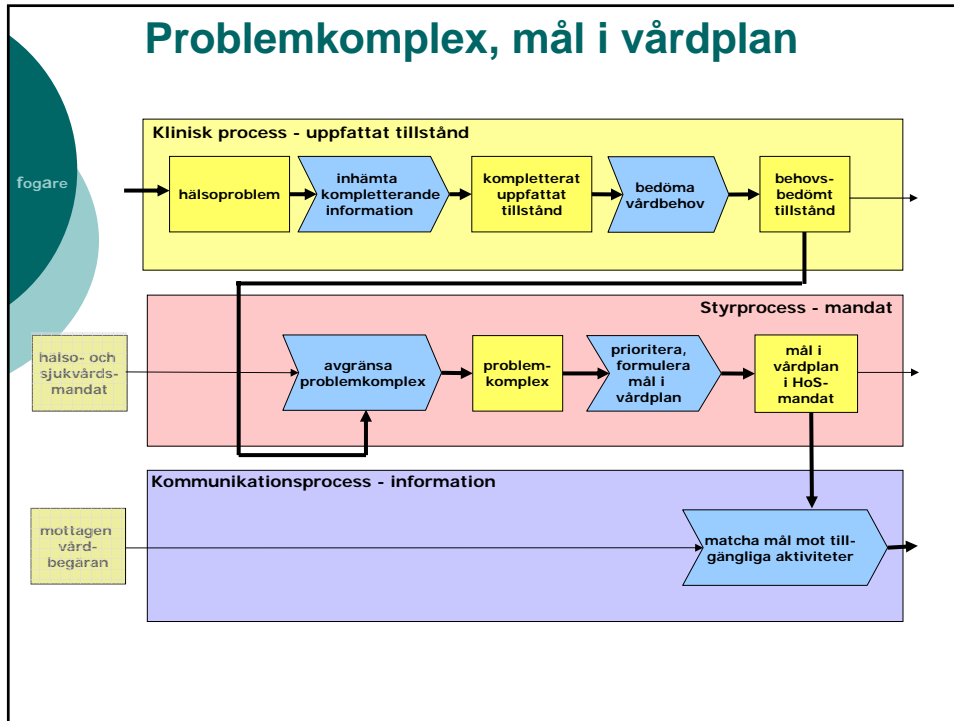 Problemkomplex, mål i vårdplan
Klinisk process - uppfattat tillstånd
fogare
hälsoproblem
inhämta
kompletterande
information
kompletterat
uppfattat
tillstånd
bedöma
vårdbehov
behovs-
bedömt
tillstånd
Styrprocess - mandat
hälso- och
sjukvårds-
mandat
avgränsa
problemkomplex
problem-
komplex
prioritera,
formulera
mål i
vårdplan
mål i
vårdplan
i HoS-
mandat
Kommunikationsprocess - information
mottagen
vård-
begäran
matcha mål mot till-
gängliga aktiviteter